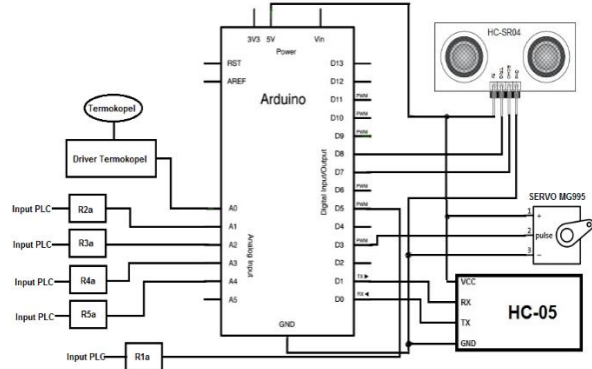 3V3 5V Vin
Power
RST
AREF
Arduino
D13
D12
PWM D11
PWM D10
PWM D9
D8
D7
PWM D6
PWM D5
D4
PWM D3
D2
TX D1
RX D0
Digital Input/Output
Analog Input
A0
A1
A2
A3
A4
A5
GND
Termokopel
Driver Termokopel
Input PLC R2a
Input PLC R3a
Input PLC R4a
Input PLC R5a
Input PLC R1a
HC-SR04
TRIG
ECHO
SERVO MG995
1 +
2 pulse
3 −
VCC
RX
TX
GND
HC-05